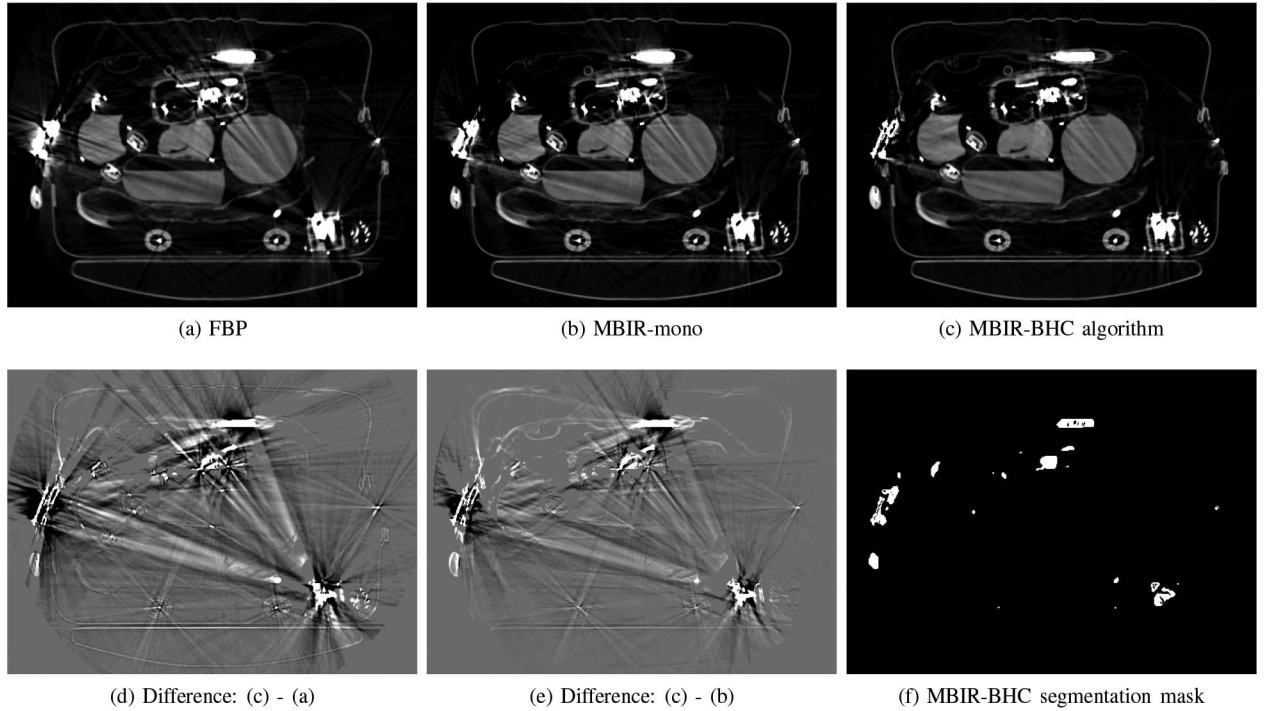 (a) FBP
(b) MBIR-mono
(c) MBIR-BHC algorithm
(d) Difference: (c) - (a)
(e) Difference: (c) - (b)
(f) MBIR-BHC segmentation mask